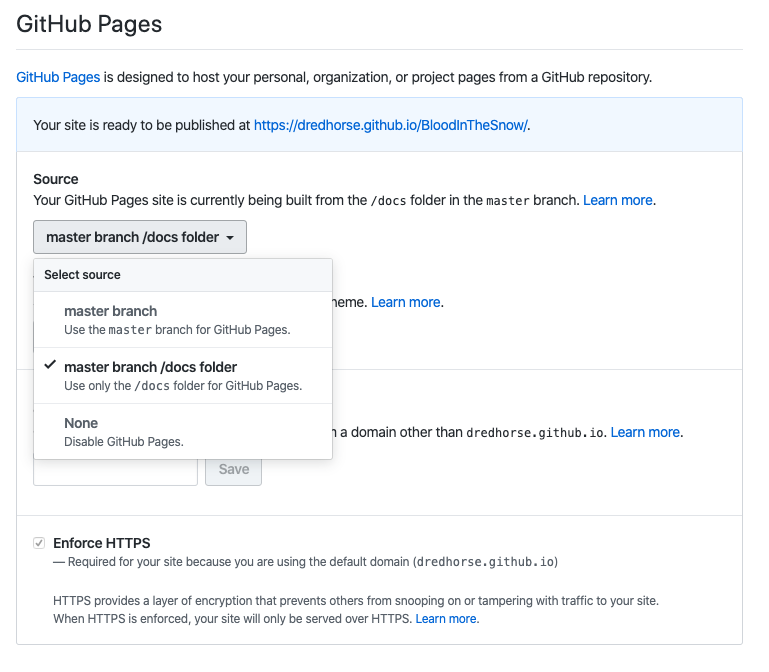 GitHub Pages
GitHub Pages is designed to host your personal, organization, or project pages from a GitHub repository.
Your site is ready to be published at https://dredhorse.github.io/BloodInTheSnow/.
Source
Your GitHub Pages site is currently being built from the /docs folder in the master branch. Learn more.
master branch /docs folder
Select source
master branch
Use the master branch for GitHub Pages.
heme. Learn more.
master branch /docs folder
Use only the /docs folder for GitHub Pages.
None
Disable GitHub Pages.
a domain other than dredhorse.github.io. Learn more.
Save
Enforce HTTPS
— Required for your site because you are using the default domain (dredhorse.github.io)
HTTPS provides a layer of encryption that prevents others from snooping on or tampering with traffic to your site.
When HTTPS is enforced, your site will only be served over HTTPS. Learn more.